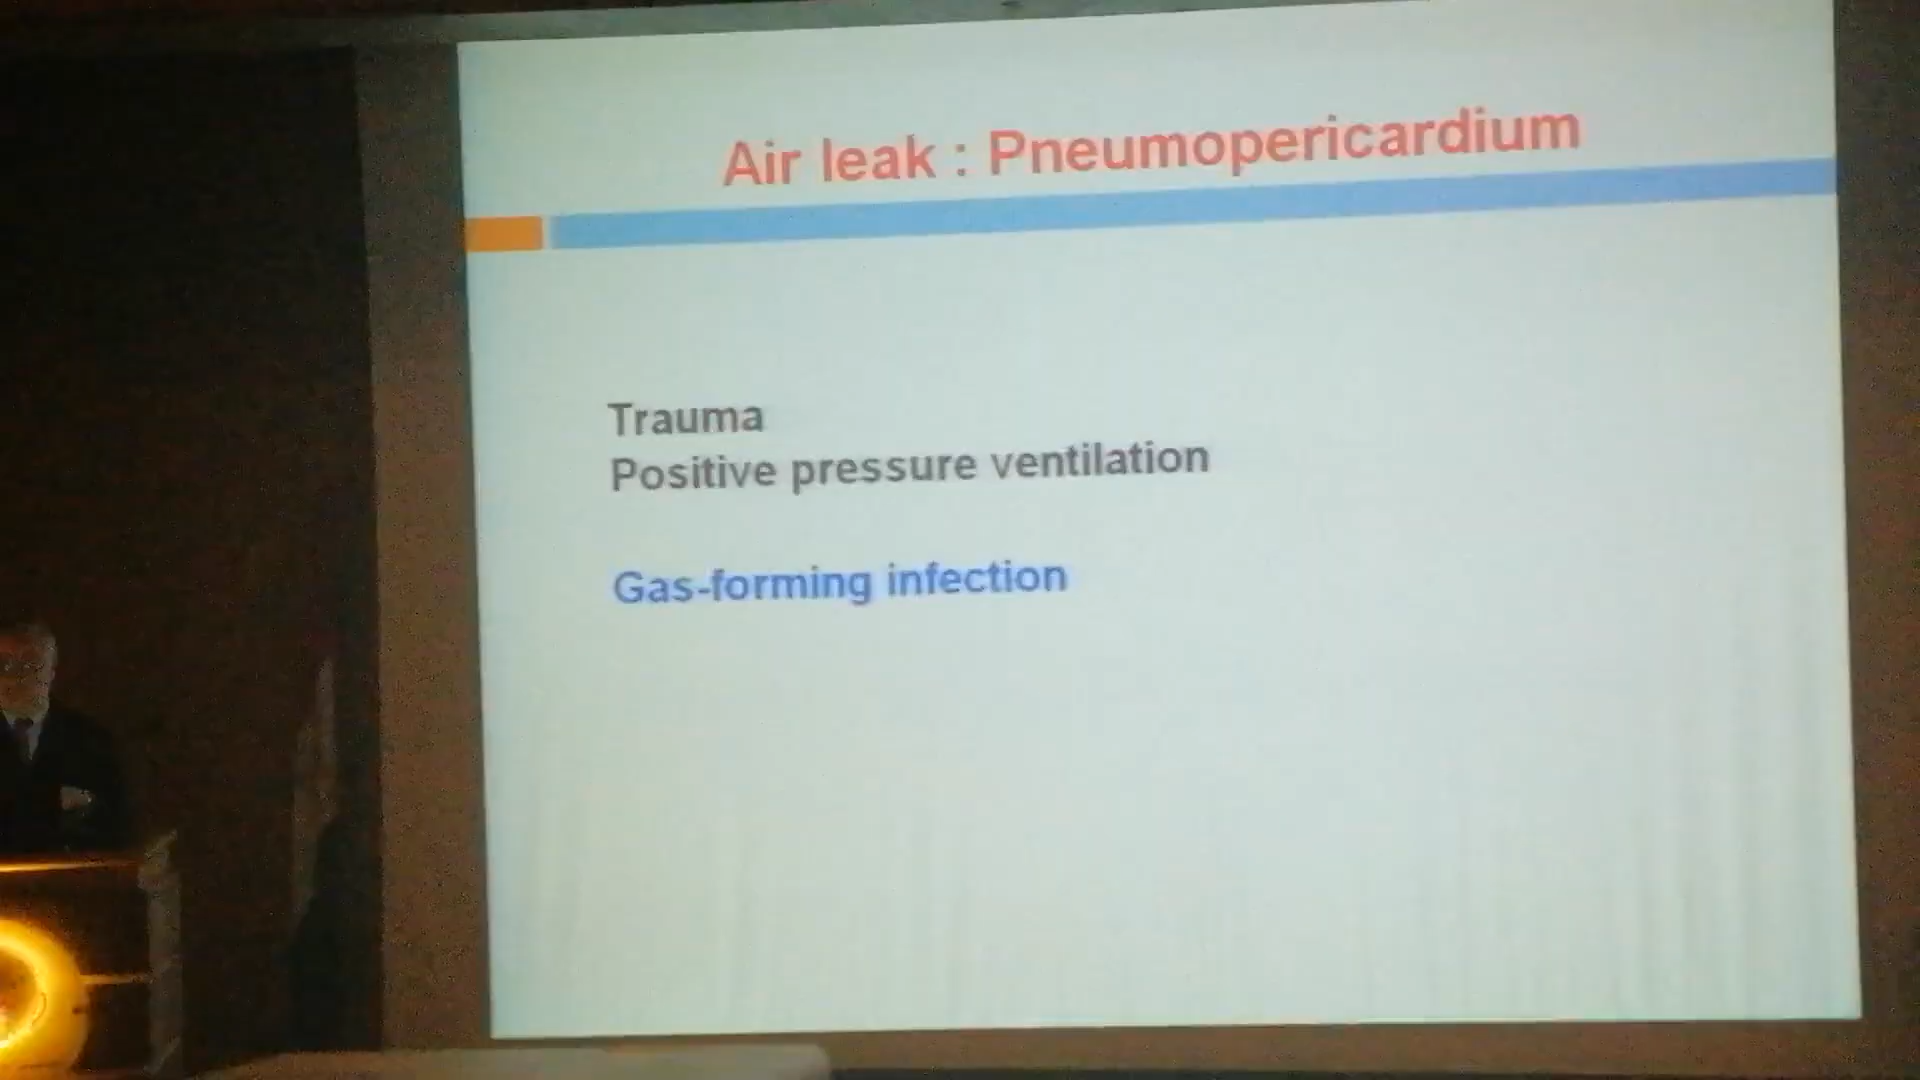 Air leak : Pneumopericardium
Trauma
Positive pressure ventilation
Gas-forming infection